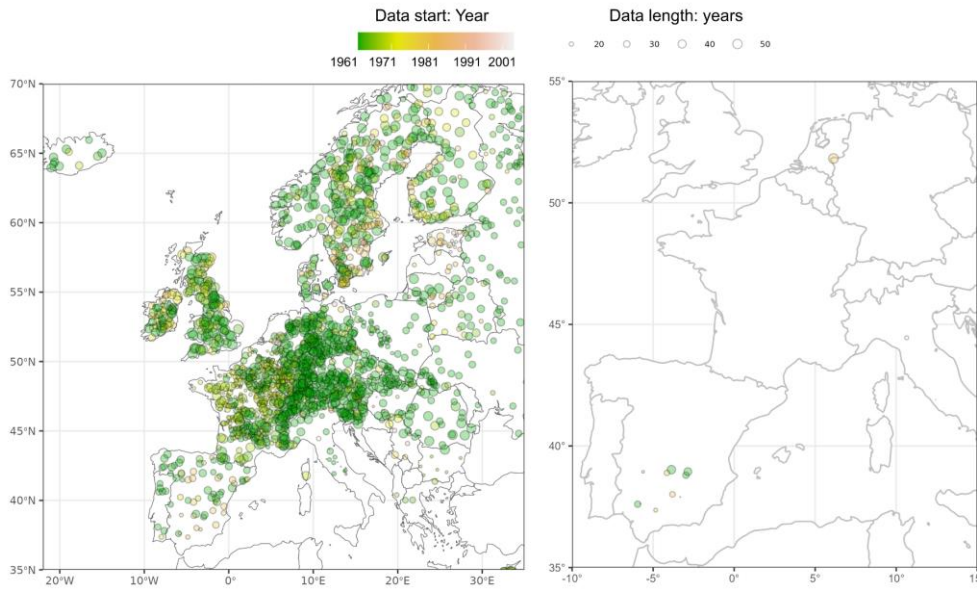 Data start: Year
Data length: years
1961 1971 1981 1991 2001
20 30 40 50
70°N
65°N
60°N
55°N
50°N
45°N
40°N
35°N
20°W 10°W 0° 10°E 20°E 30°E
55°
50°
45°
40°
35°
-10° -5° 0° 5° 10° 15°